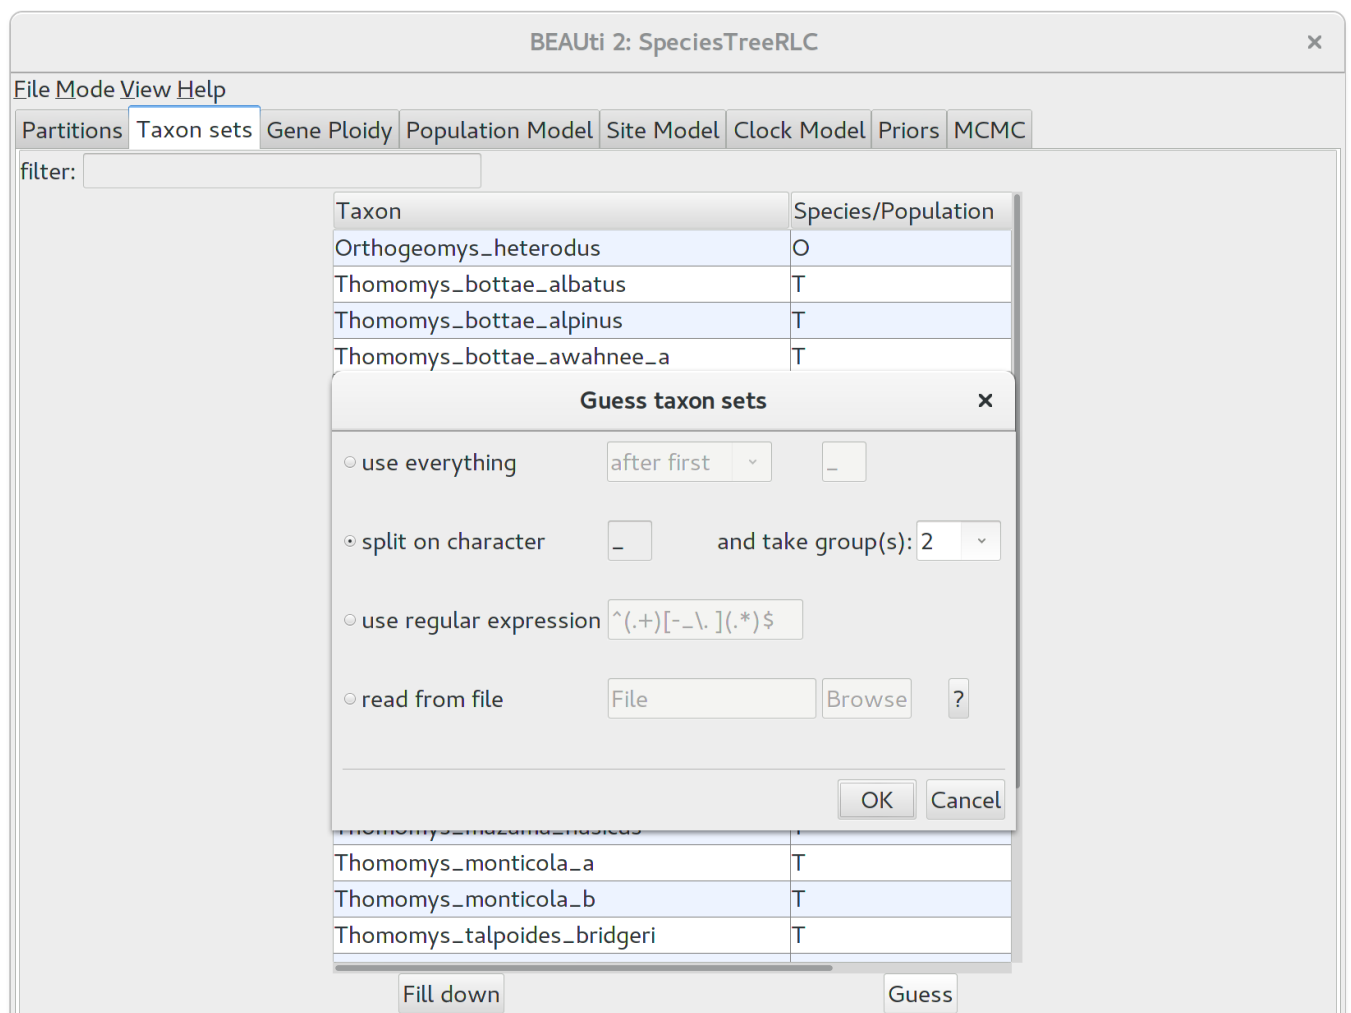 BEAUti 2: SpeciesTreeRLC ×
File Mode View Help
Partitions Taxon sets Gene Ploidy Population Model Site Model Clock Model Priors MCMC
filter:
Taxon Species/Population
Orthogeomys_heterodus O
Thomomys_bottae_albatus T
Thomomys_bottae_alpinus T
Thomomys_bottae_awahnee_a T
Guess taxon sets ×
use everything after first _
split on character _ and take group(s): 2
use regular expression ^(.+)[-_\. ](.*)$
read from file File Browse ?
OK Cancel
Thomomys_mazama_nasicus T
Thomomys_monticola_a T
Thomomys_monticola_b T
Thomomys_talpoides_bridgeri T
Fill down Guess